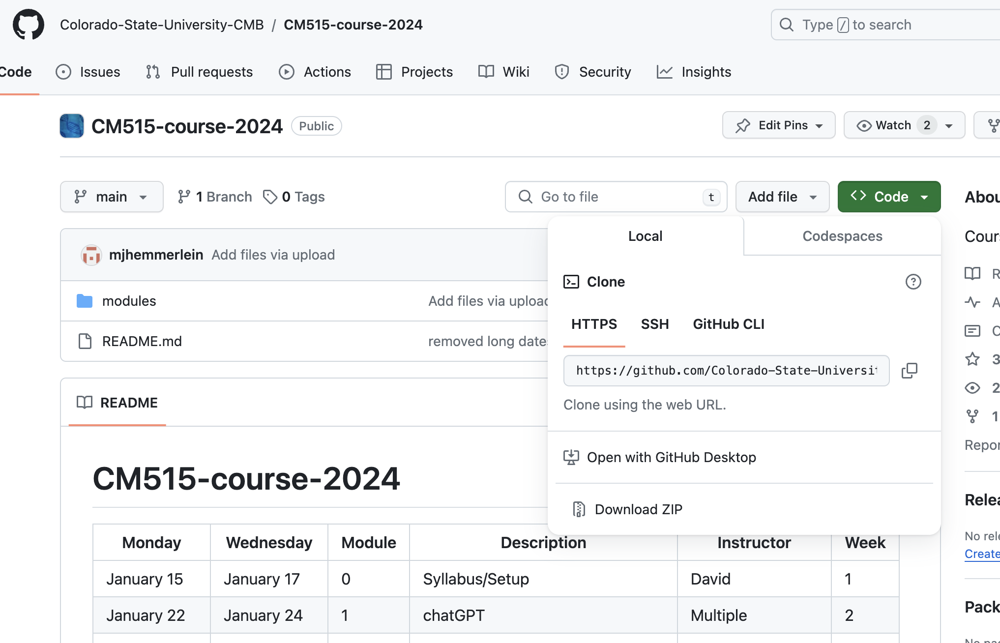 Colorado-State-University-CMB / CM515-course-2024
Type / to search
Code Issues Pull requests Actions Projects Wiki Security Insights
CM515-course-2024 Public
Edit Pins Watch 2
main 1 Branch 0 Tags
Go to file t Add file <> Code
Abou
Local Codespaces
Cour
mjhemmerlein Add files via upload
Clone
modules Add files via upload
HTTPS SSH GitHub CLI
README.md removed long dates
https://github.com/Colorado-State-Universit
3
2
1
README
Clone using the web URL.
Repor
Open with GitHub Desktop
CM515-course-2024
Relea
Download ZIP
No rele
Create
Monday Wednesday Module Description Instructor Week
January 15 January 17 0 Syllabus/Setup David 1
January 22 January 24 1 chatGPT Multiple 2
Pack